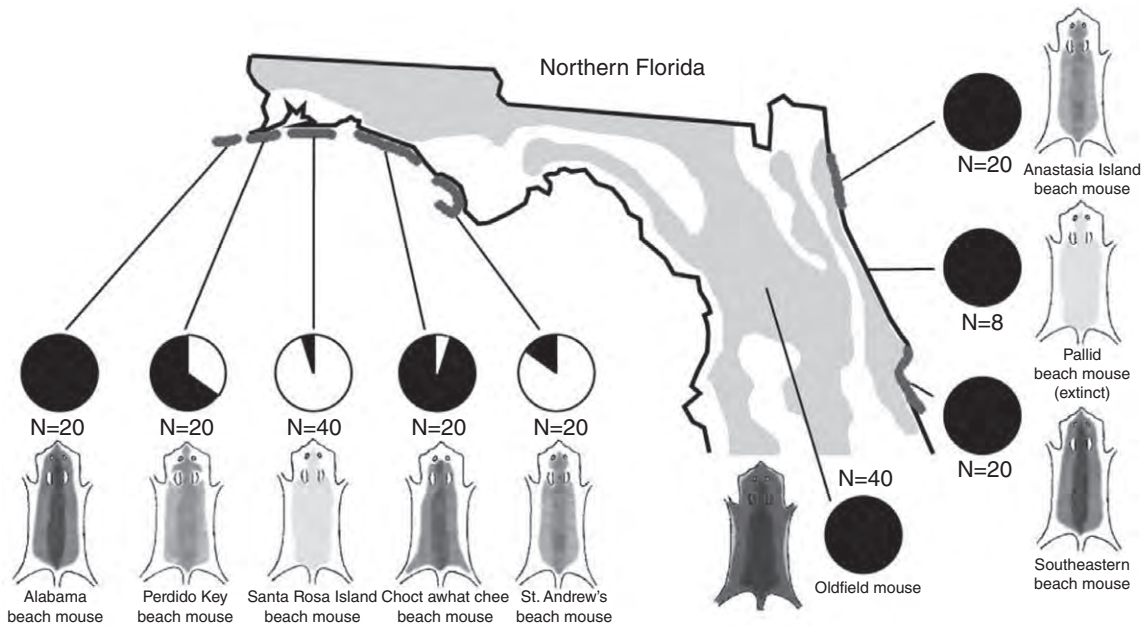 Northern Florida
N=20
Anastasia Island
beach mouse
N=8
Pallid
beach mouse
(extinct)
N=20
Southeastern
beach mouse
N=20
N=20
N=40
N=20
N=20
Alabama
beach mouse
Perdido Key
beach mouse
Santa Rosa Island
beach mouse
Choct awhat chee
beach mouse
St. Andrew's
beach mouse
N=40
Oldfield mouse